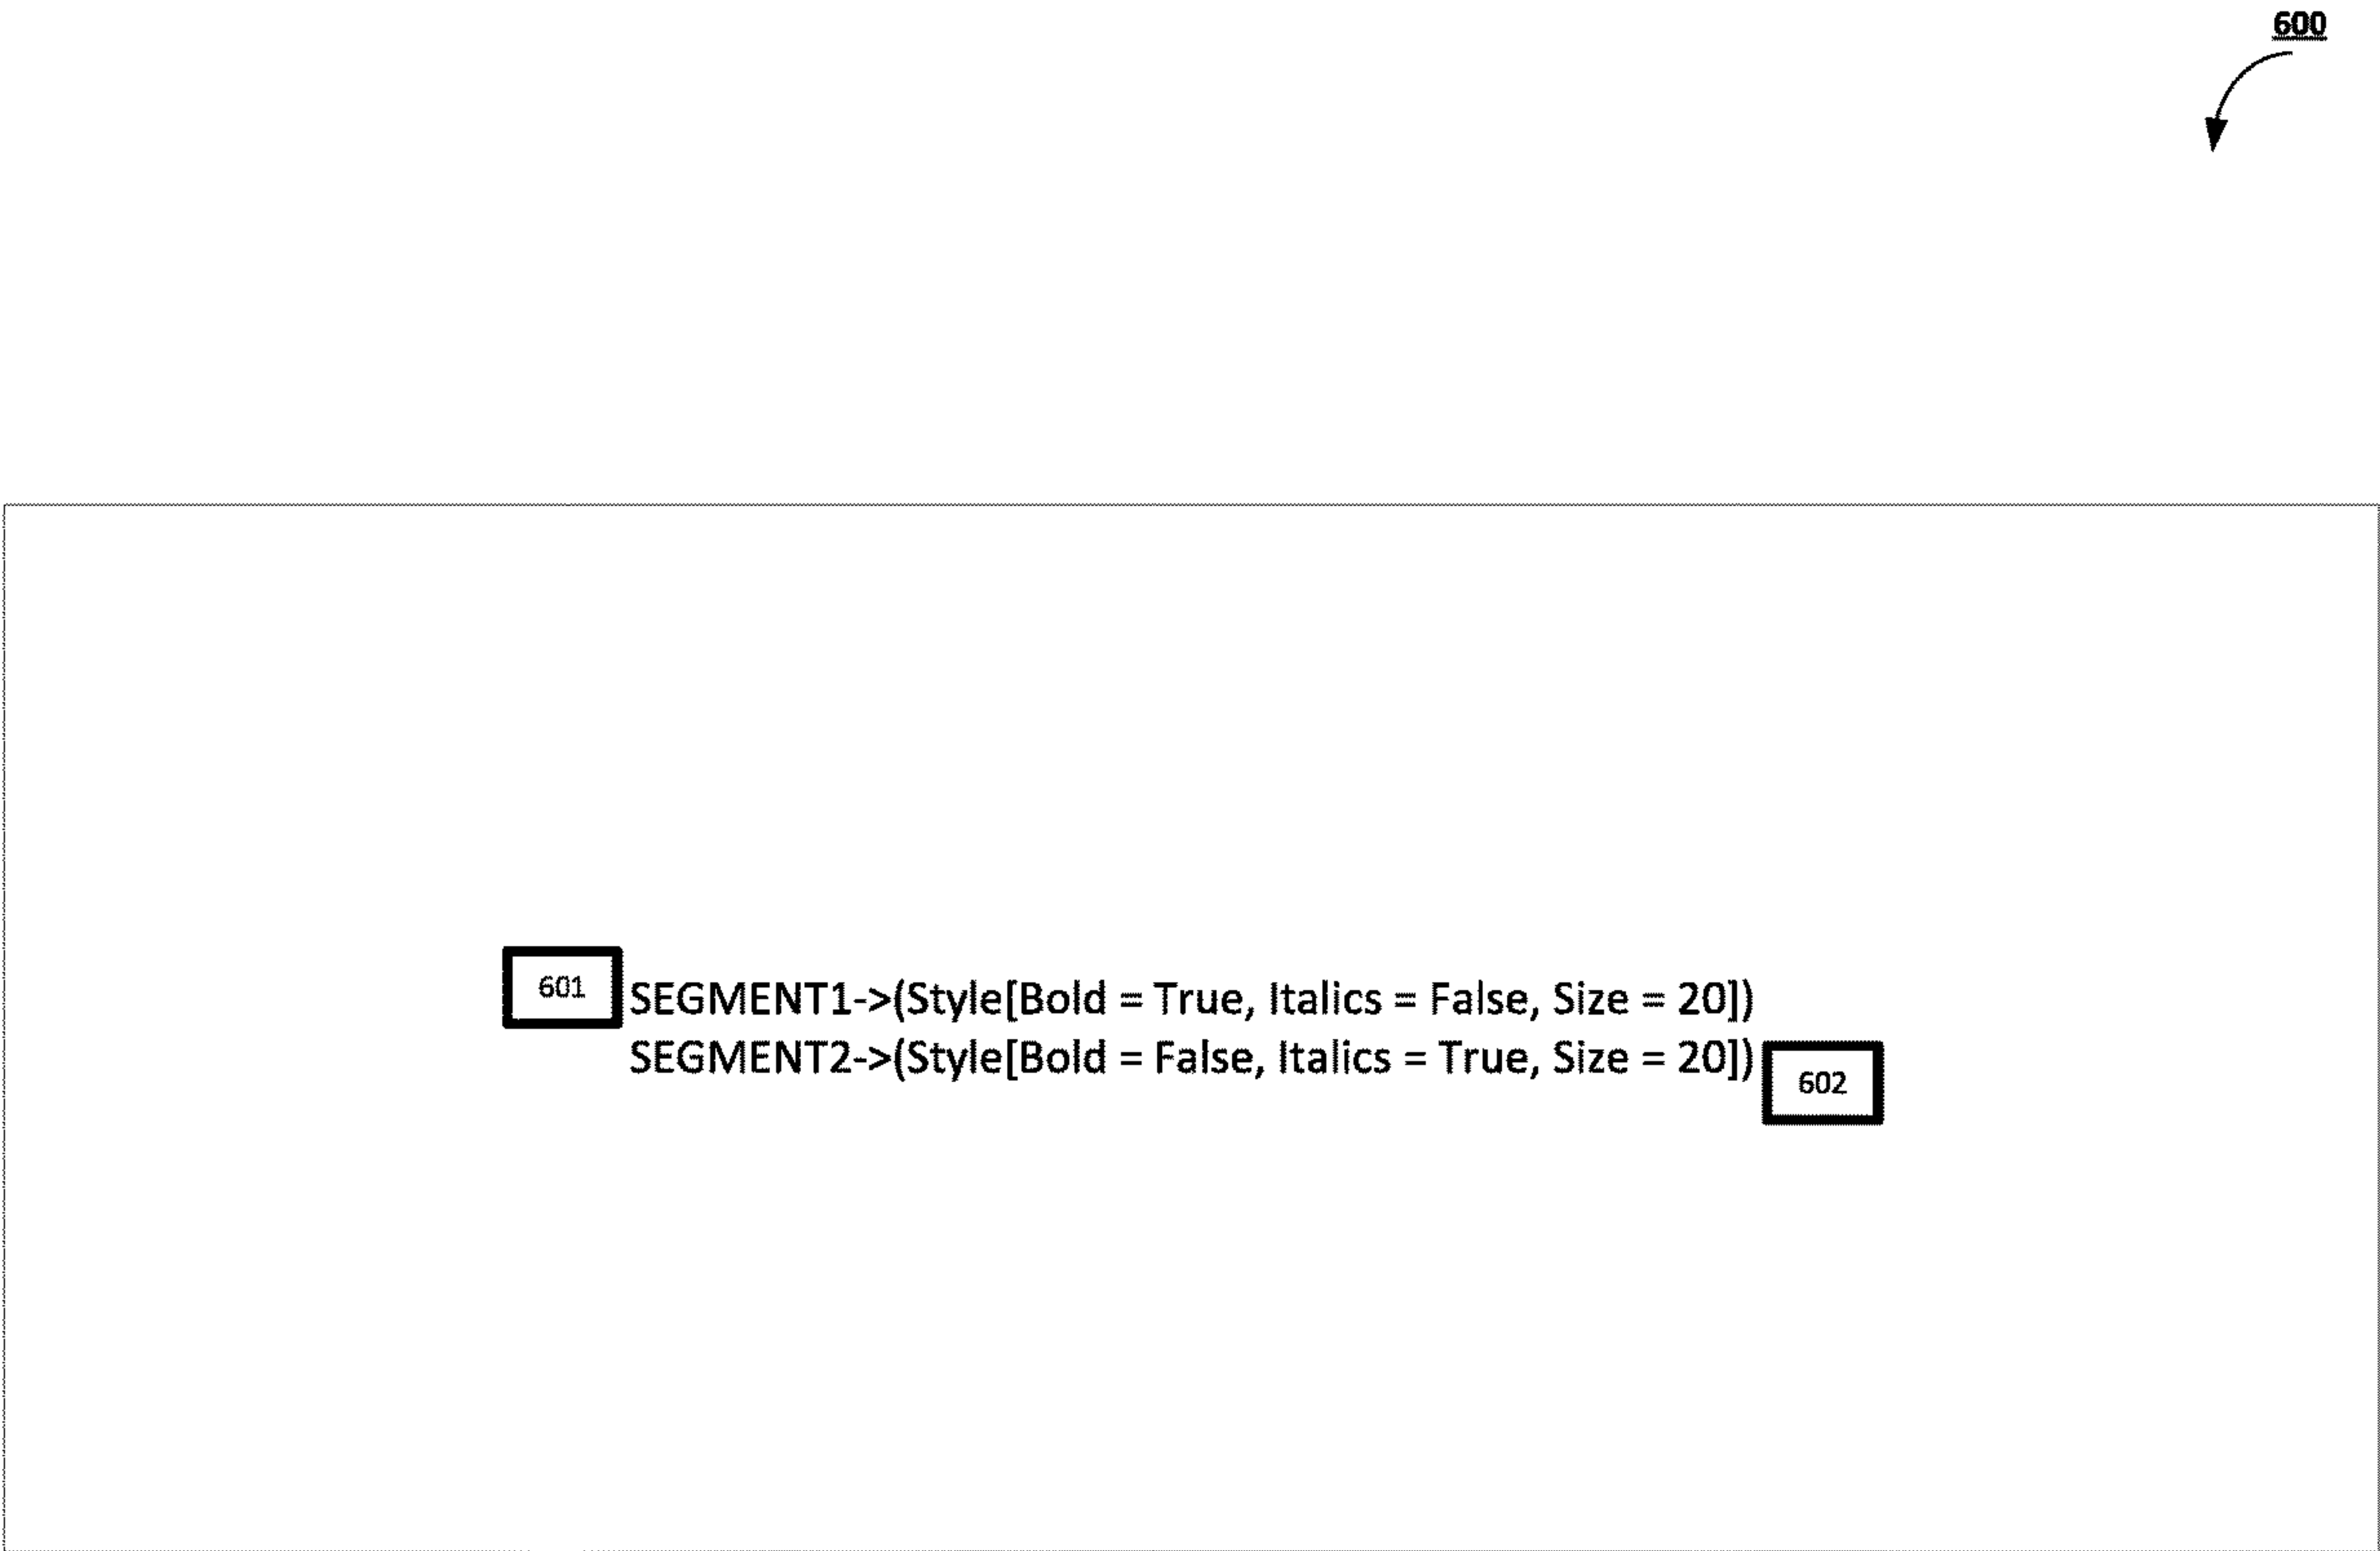 600
601
SEGMENT1->(Style[Bold = True, Italics = False, Size = 20])
SEGMENT2->(Style[Bold = False, Italics = True, Size = 20])
602